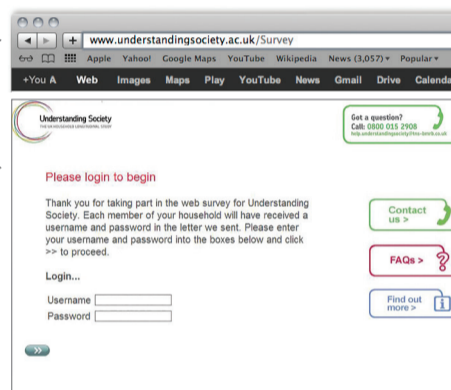 www.understandingsociety.ac.uk/Survey
Apple Yahoo! Google Maps YouTube Wikipedia News (3,057) Popular
+You A Web Images Maps Play YouTube News Gmail Drive Calenda
Understanding Society
Got a question?
Call: 0800 015 2906
Please login to begin
Thank you for taking part in the web survey for Understanding
Society. Each member of your household will have received a
username and password in the letter we sent. Please enter
your username and password into the boxes below and click
>> to proceed.
Login...
Username
Password
>>
Contact
us >
FAQs >
?
Find out
more >
i